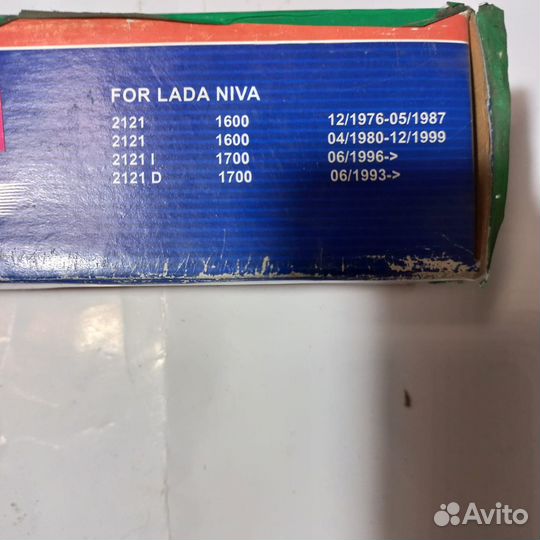 FOR LADA NIVA
2121 1600 12/1976-05/1987
2121 1600 04/1980-12/1999
2121 I 1700 06/1996->
2121 D 1700 06/1993->
Avito